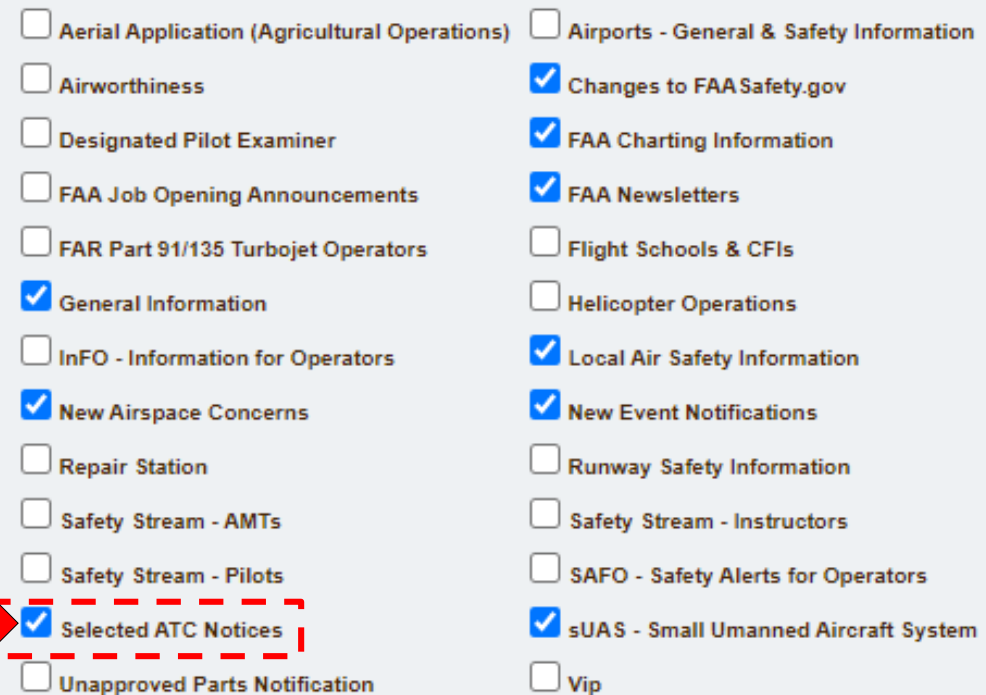 Aerial Application (Agricultural Operations) Airports - General & Safety Information
Airworthiness Changes to FAASafety.gov
Designated Pilot Examiner FAA Charting Information
FAA Job Opening Announcements FAA Newsletters
FAR Part 91/135 Turbojet Operators Flight Schools & CFIs
General Information Helicopter Operations
InFO - Information for Operators Local Air Safety Information
New Airspace Concerns New Event Notifications
Repair Station Runway Safety Information
Safety Stream - AMTs Safety Stream - Instructors
Safety Stream - Pilots SAFO - Safety Alerts for Operators
Selected ATC Notices sUAS - Small Umanned Aircraft System
Unapproved Parts Notification Vip